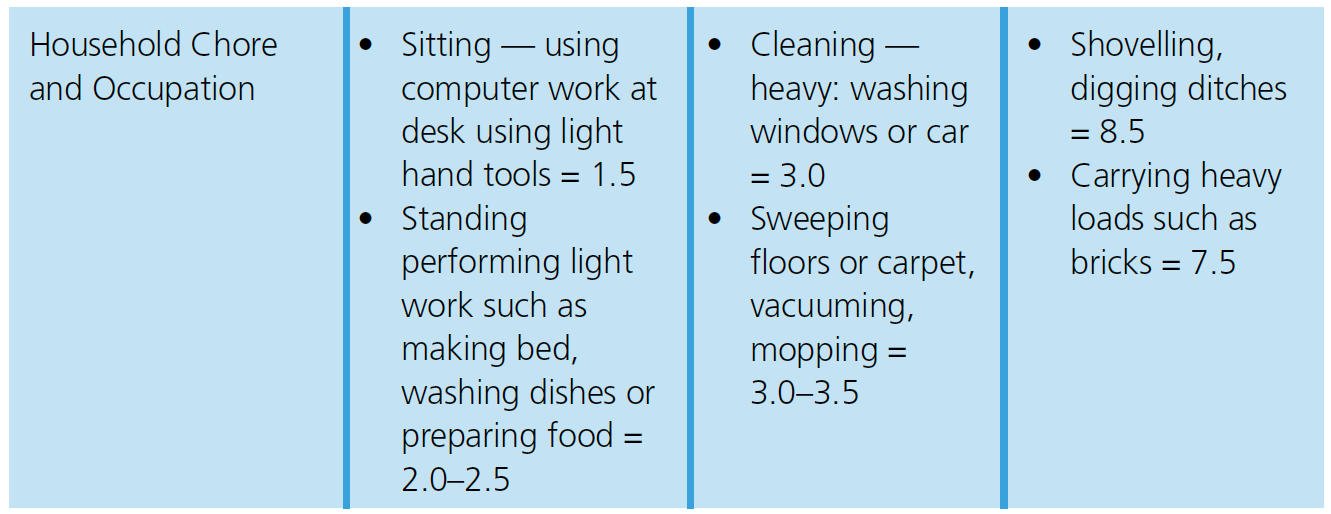 Household Chore
and Occupation
• Sitting — using
computer work at
desk using light
hand tools = 1.5
• Standing
performing light
work such as
making bed,
washing dishes or
preparing food =
2.0–2.5
• Cleaning —
heavy: washing
windows or car
= 3.0
• Sweeping
floors or carpet,
vacuuming,
mopping =
3.0–3.5
• Shovelling,
digging ditches
= 8.5
• Carrying heavy
loads such as
bricks = 7.5